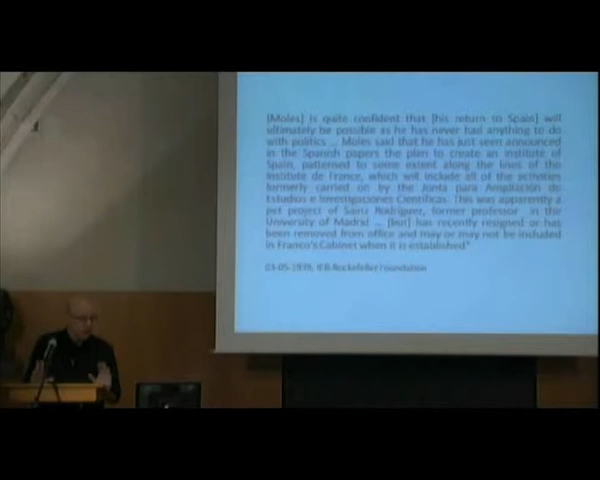 [Moles] is quite confident that [his return to Spain] will
ultimately be possible as he has never had anything to do
with politics ... Moles said that he has just seen announced
in the Spanish papers the plan to create an institute of
Spain, patterned to some extent along the lines of the
Institute de France, which will include all of the activities
formerly carried on by the Junta para Ampliación de
Estudios e Investigaciones Científicas. This was apparently a
pet project of Sainz Rodríguez, former professor in the
University of Madrid ... [but] has recently resigned or has
been removed from office and may or may not be included
in Franco's Cabinet when it is established"
Rockefeller Foundation